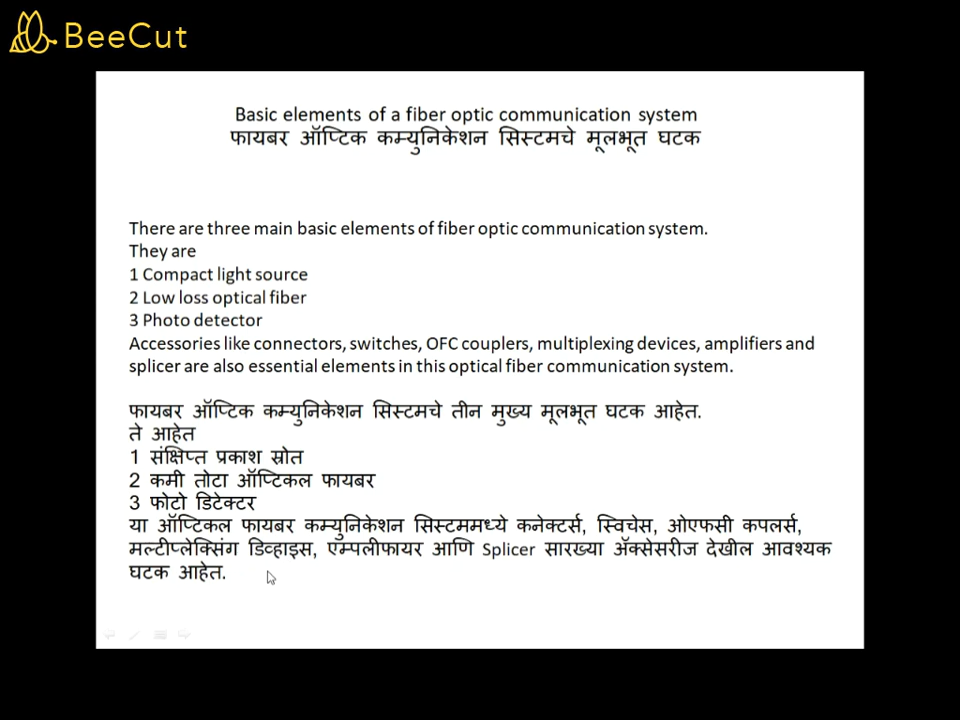 BeeCut
Basic elements of a fiber optic communication system
फायबर ऑप्टिक कम्युनिकेशन सिस्टमचे मूलभूत घटक
There are three main basic elements of fiber optic communication system.
They are
1 Compact light source
2 Low loss optical fiber
3 Photo detector
Accessories like connectors, switches, OFC couplers, multiplexing devices, amplifiers and
splicer are also essential elements in this optical fiber communication system.
फायबर ऑप्टिक कम्युनिकेशन सिस्टमचे तीन मुख्य मूलभूत घटक आहेत.
ते आहेत
1 संक्षिप्त प्रकाश स्रोत
2 कमी तोटा ऑप्टिकल फायबर
3 फोटो डिटेक्टर
या ऑप्टिकल फायबर कम्युनिकेशन सिस्टममध्ये कनेक्टर्स, स्विचेस, ओएफसी कपलर्स,
मल्टीप्लेक्सिंग डिव्हाइस, एम्पलीफायर आणि Splicer सारख्या अ‍ॅक्सेसरीज देखील आवश्यक
घटक आहेत.